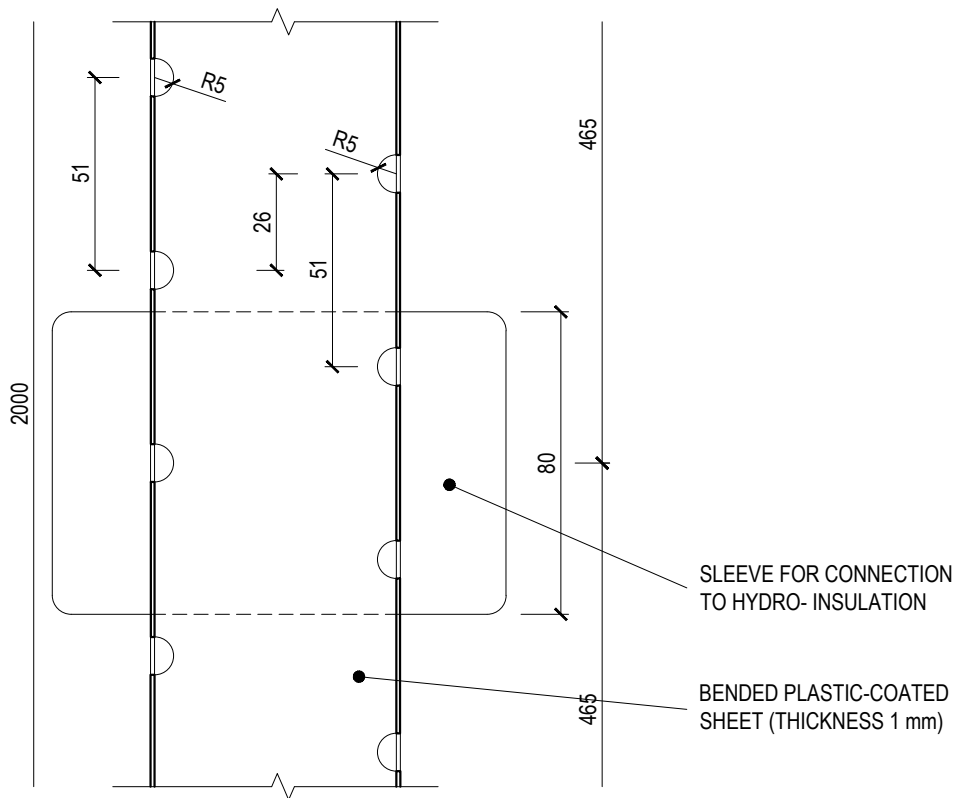 R5
465
R5
51
26
51
2000
80
SLEEVE FOR CONNECTION
TO HYDRO- INSULATION
BENDED PLASTIC-COATED
SHEET (THICKNESS 1 mm)
465